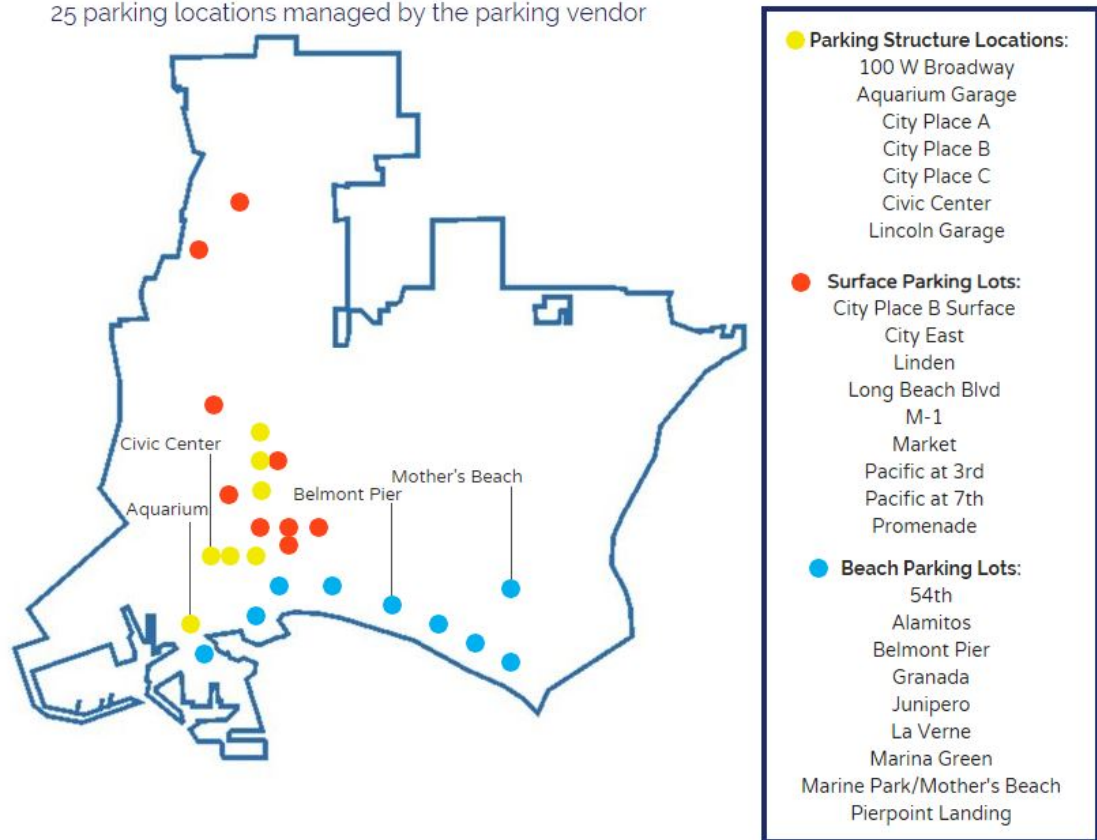 25 parking locations managed by the parking vendor
Civic Center
Aquarium
Belmont Pier
Mother's Beach
Parking Structure Locations:
100 W Broadway
Aquarium Garage
City Place A
City Place B
City Place C
Civic Center
Lincoln Garage
Surface Parking Lots:
City Place B Surface
City East
Linden
Long Beach Blvd
M-1
Market
Pacific at 3rd
Pacific at 7th
Promenade
Beach Parking Lots:
54th
Alamitos
Belmont Pier
Granada
Junipero
La Verne
Marina Green
Marine Park/Mother's Beach
Pierpoint Landing